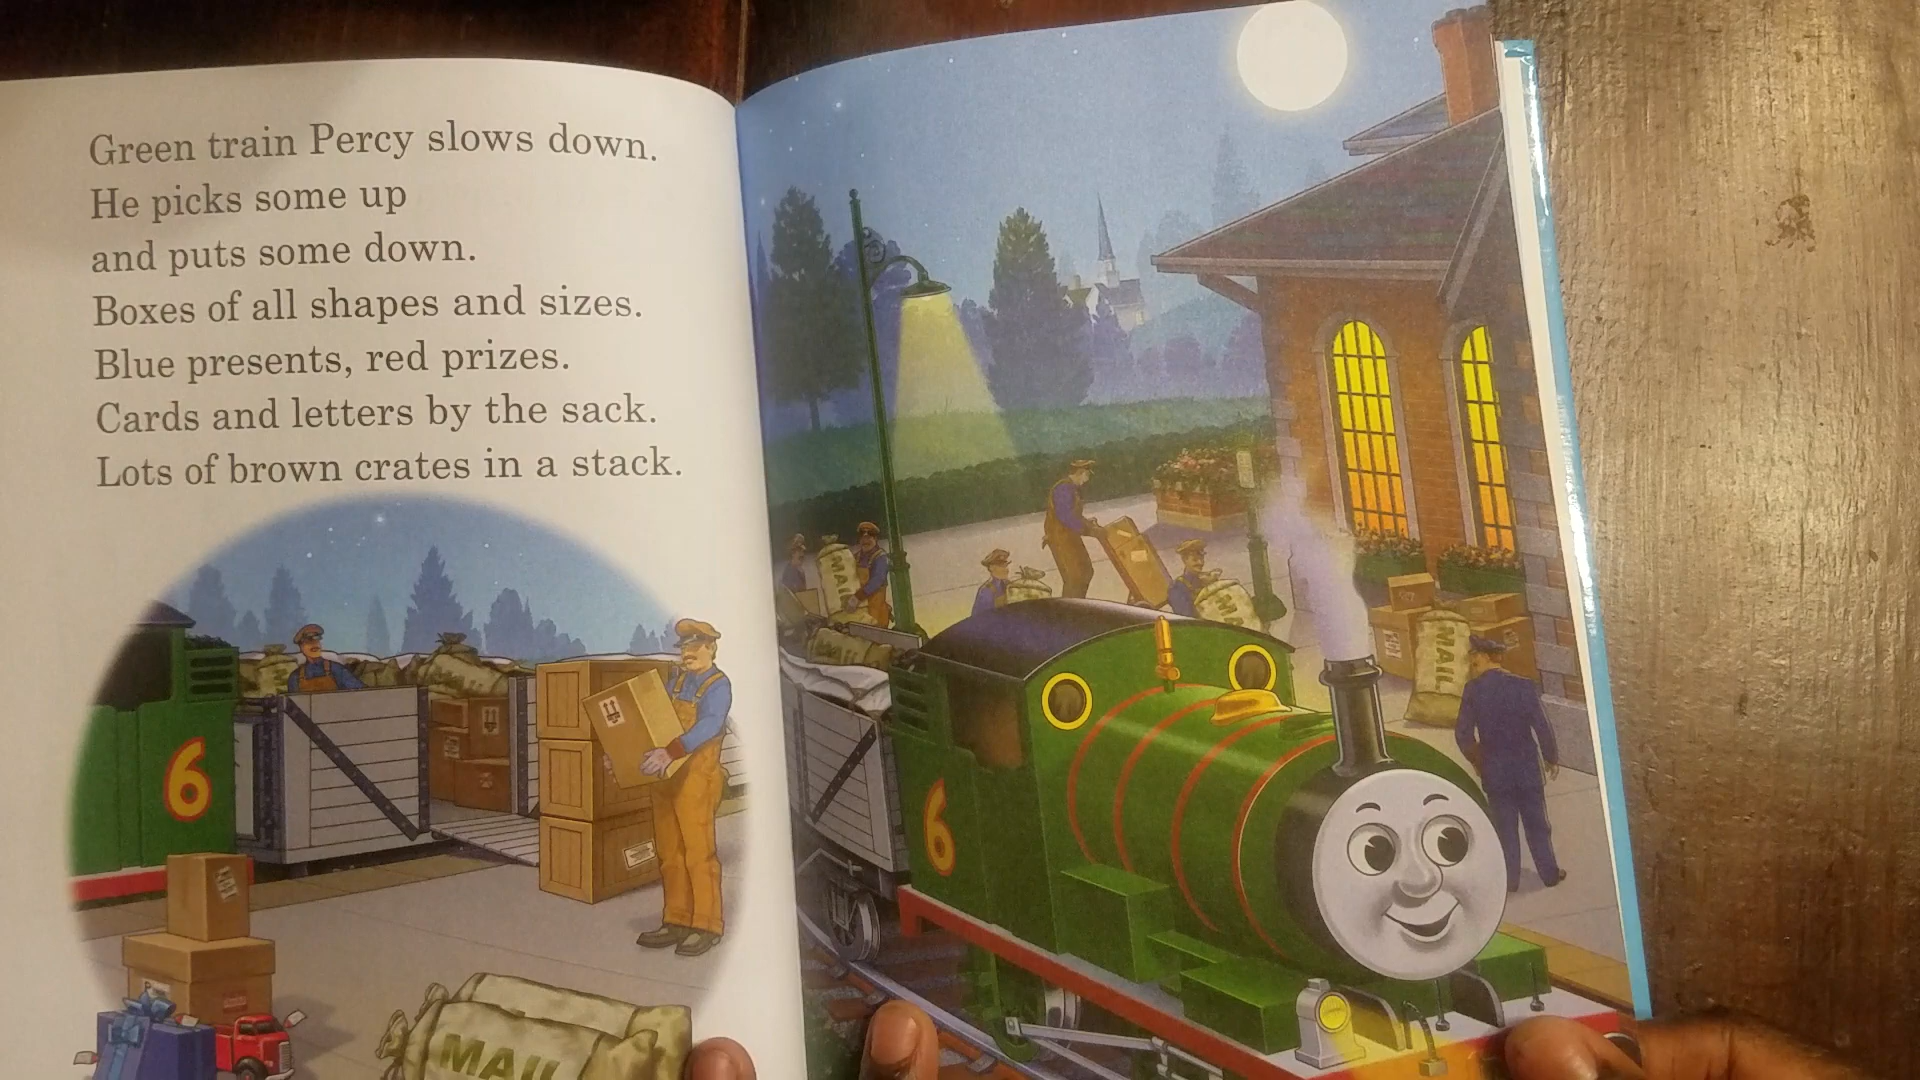 Green train Percy slows down.
He picks some up
and puts some down.
Boxes of all shapes and sizes.
Blue presents, red prizes.
Cards and letters by the sack.
Lots of brown crates in a stack.
6
MAIL
MAIL
MA
MAIL
6